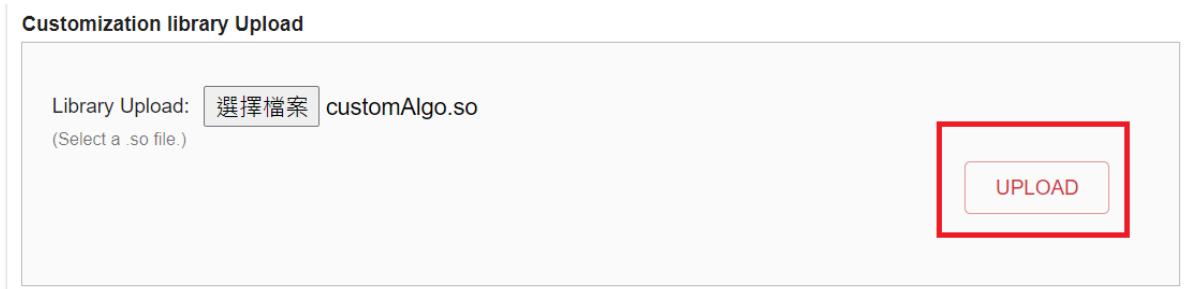 Customization library Upload
Library Upload: 選擇檔案 customAlgo.so
(Select a .so file.)
UPLOAD